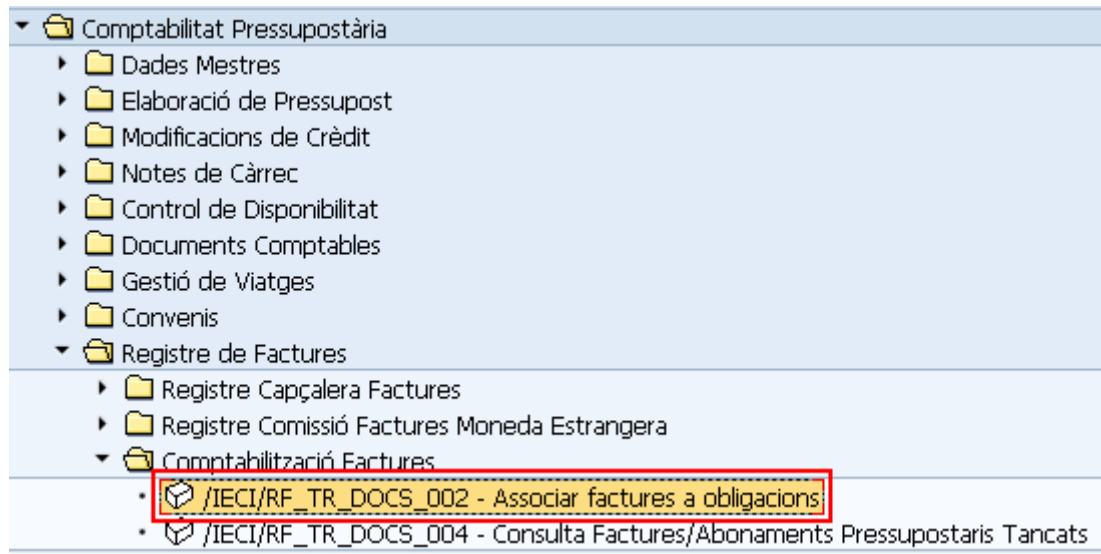 Comptabilitat Pressupostària
Dades Mestres
Elaboració de Pressupost
Modificacions de Crèdit
Notes de Càrrec
Control de Disponibilitat
Documents Comptables
Gestió de Viatges
Convenis
Registre de Factures
Registre Capçalera Factures
Registre Comissió Factures Moneda Estrangera
Comptabilització Factures
/IECI/RF_TR_DOCS_002 - Associar factures a obligacions
/IECI/RF_TR_DOCS_004 - Consulta Factures/Abonaments Pressupostaris Tancats